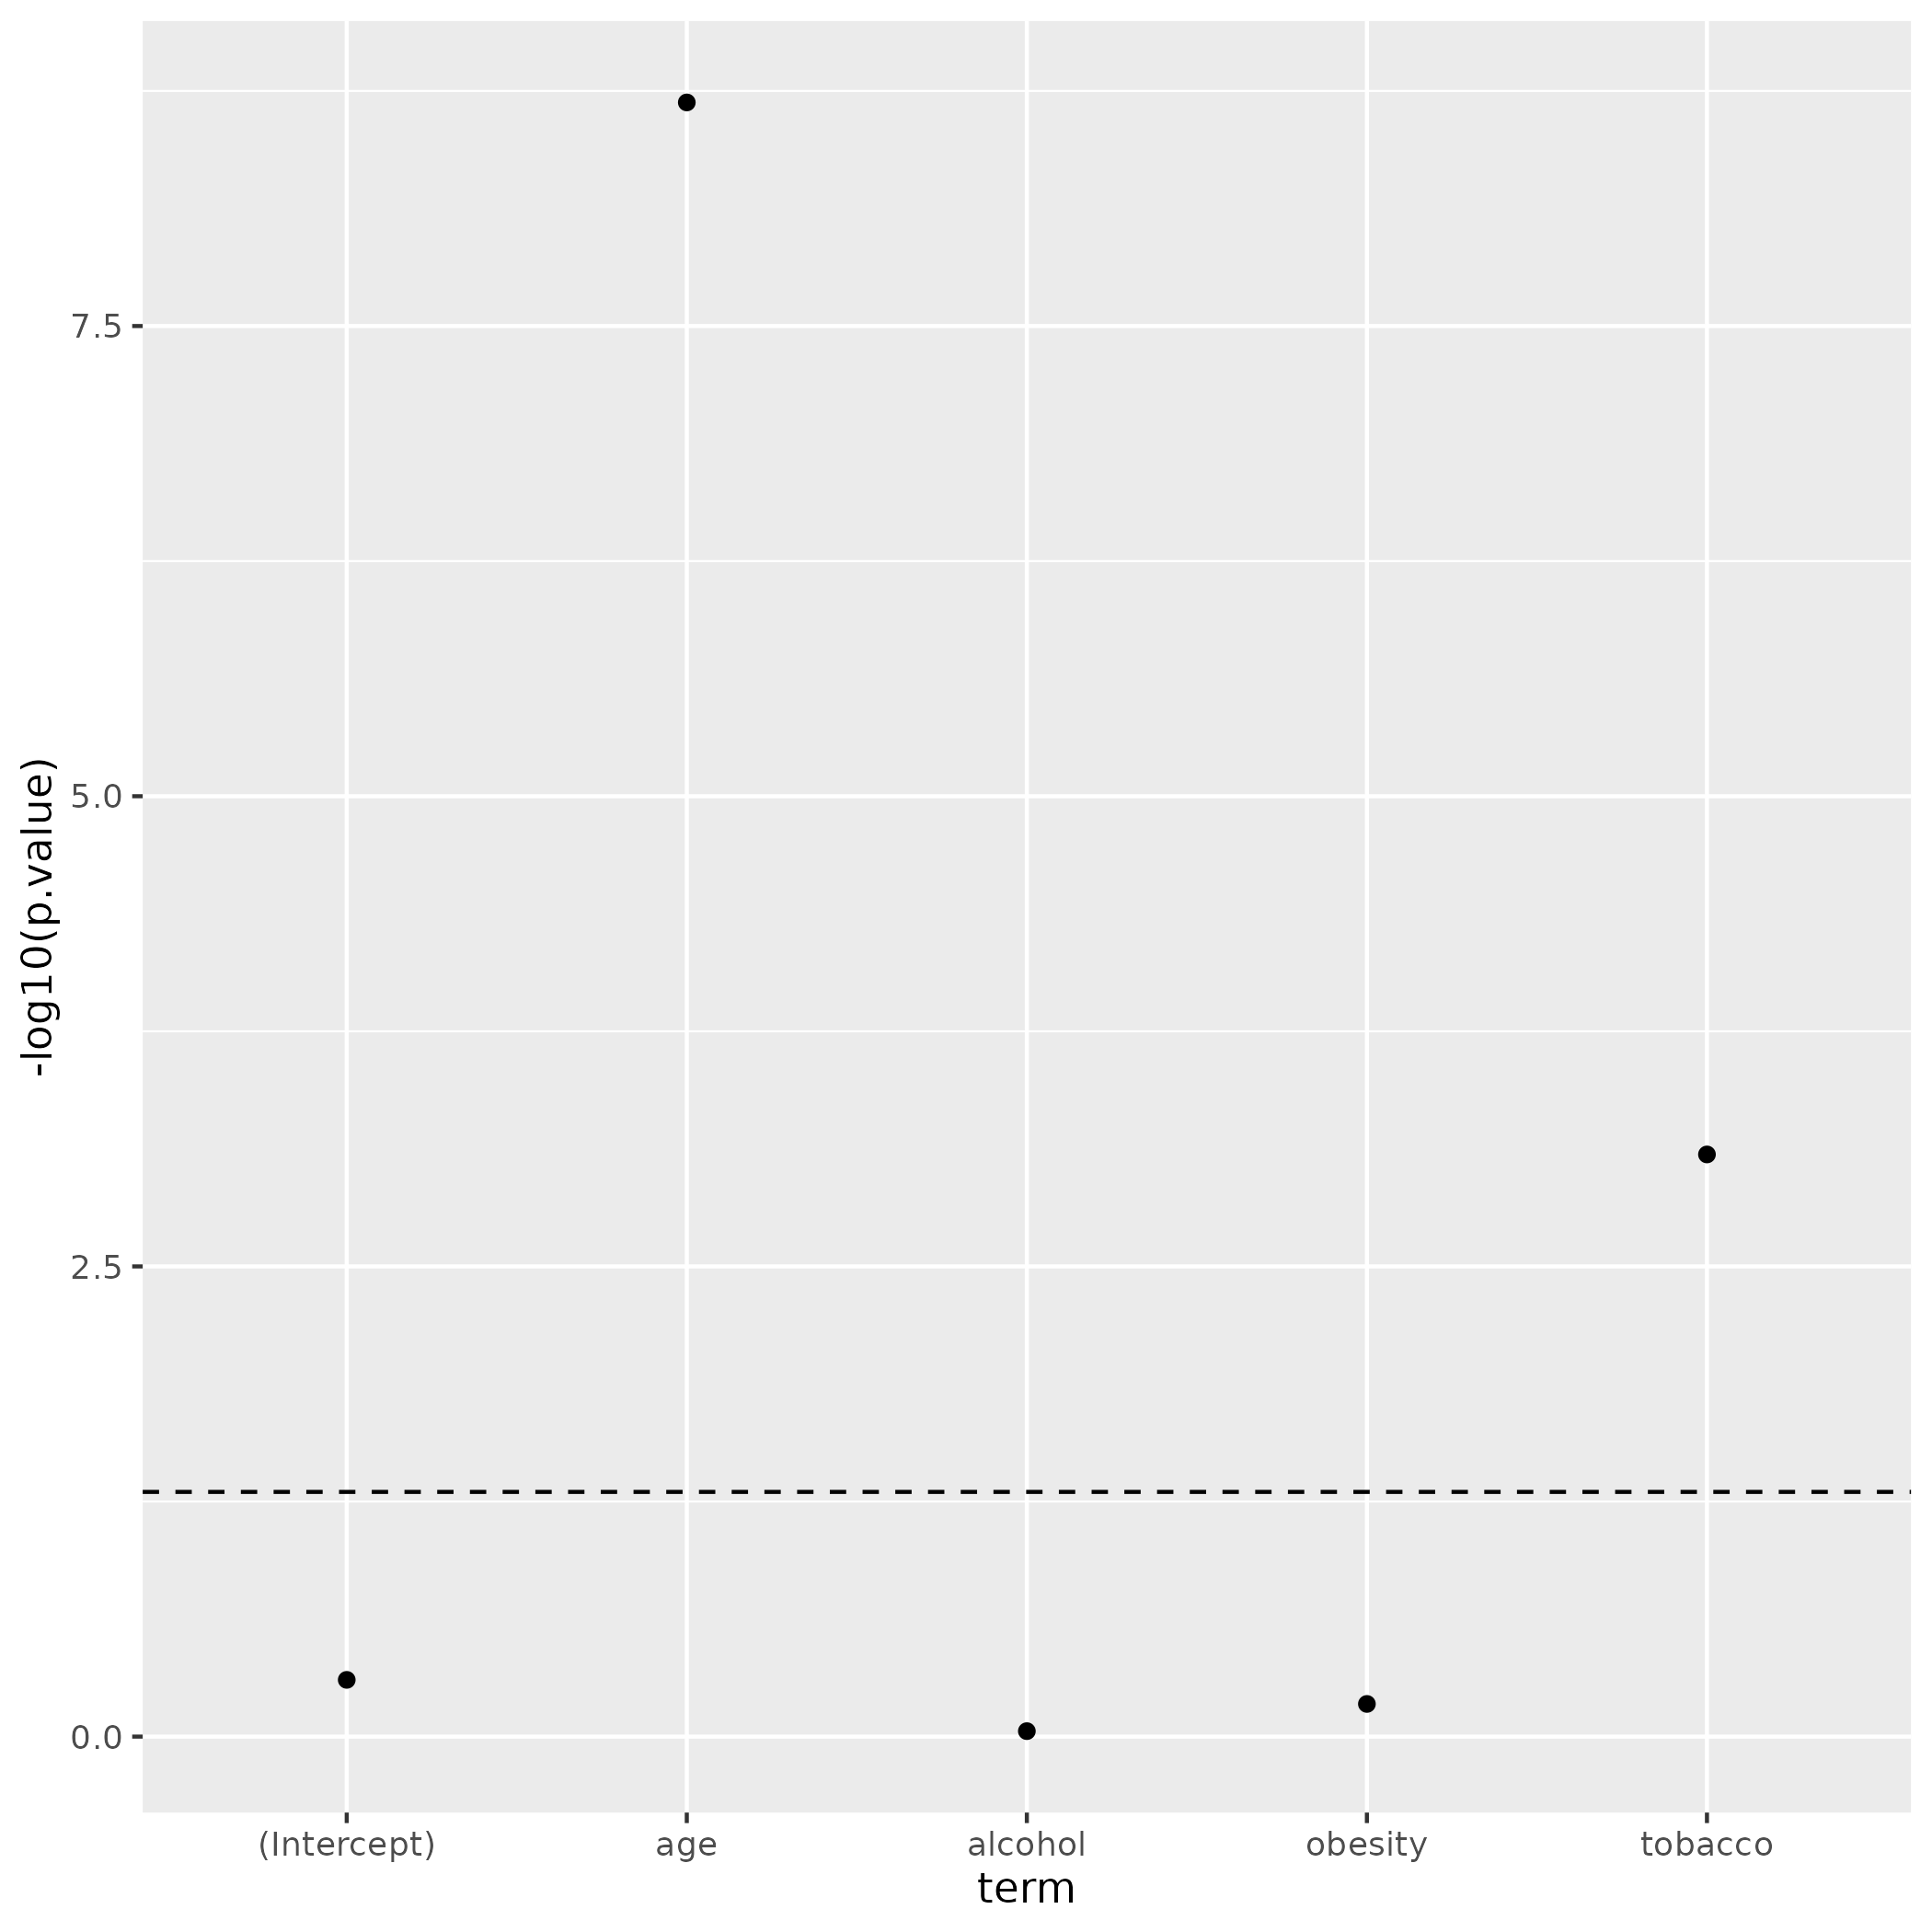 -log10(p.value)
7.5
5.0
2.5
0.0
(Intercept) age alcohol obesity tobacco
term